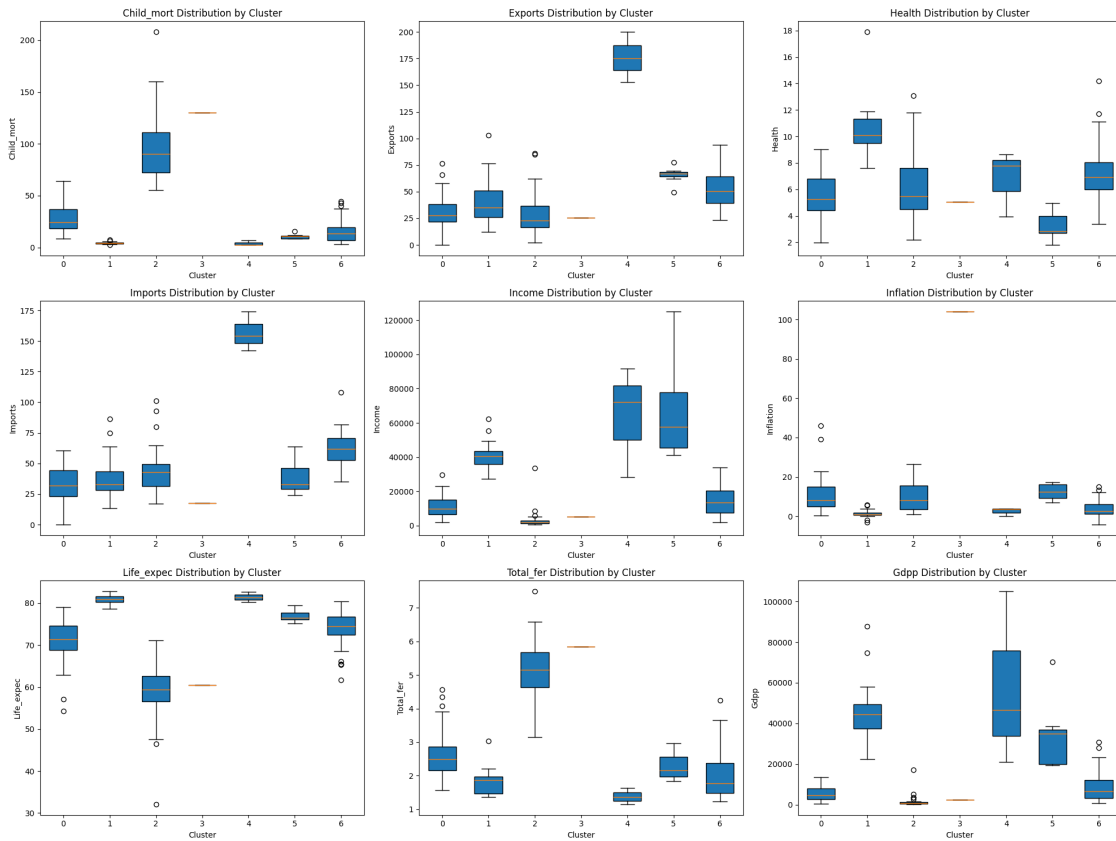 Child_mort Distribution by Cluster
Child_mort
200
150
100
50
0
0 1 2 3 4 5 6
Cluster
Exports Distribution by Cluster
Exports
200
175
150
125
100
75
50
25
0
0 1 2 3 4 5 6
Cluster
Health Distribution by Cluster
Health
18
16
14
12
10
8
6
4
2
0 1 2 3 4 5 6
Cluster
Imports Distribution by Cluster
Imports
175
150
125
100
75
50
25
0
0 1 2 3 4 5 6
Cluster
Income Distribution by Cluster
Income
120000
100000
80000
60000
40000
20000
0
0 1 2 3 4 5 6
Cluster
Inflation Distribution by Cluster
Inflation
100
80
60
40
20
0
0 1 2 3 4 5 6
Cluster
Life_expec Distribution by Cluster
Life_expec
80
70
60
50
40
30
0 1 2 3 4 5 6
Cluster
Total_fer Distribution by Cluster
Total_fer
7
6
5
4
3
2
1
0 1 2 3 4 5 6
Cluster
Gdpp Distribution by Cluster
Gdpp
100000
80000
60000
40000
20000
0
0 1 2 3 4 5 6
Cluster